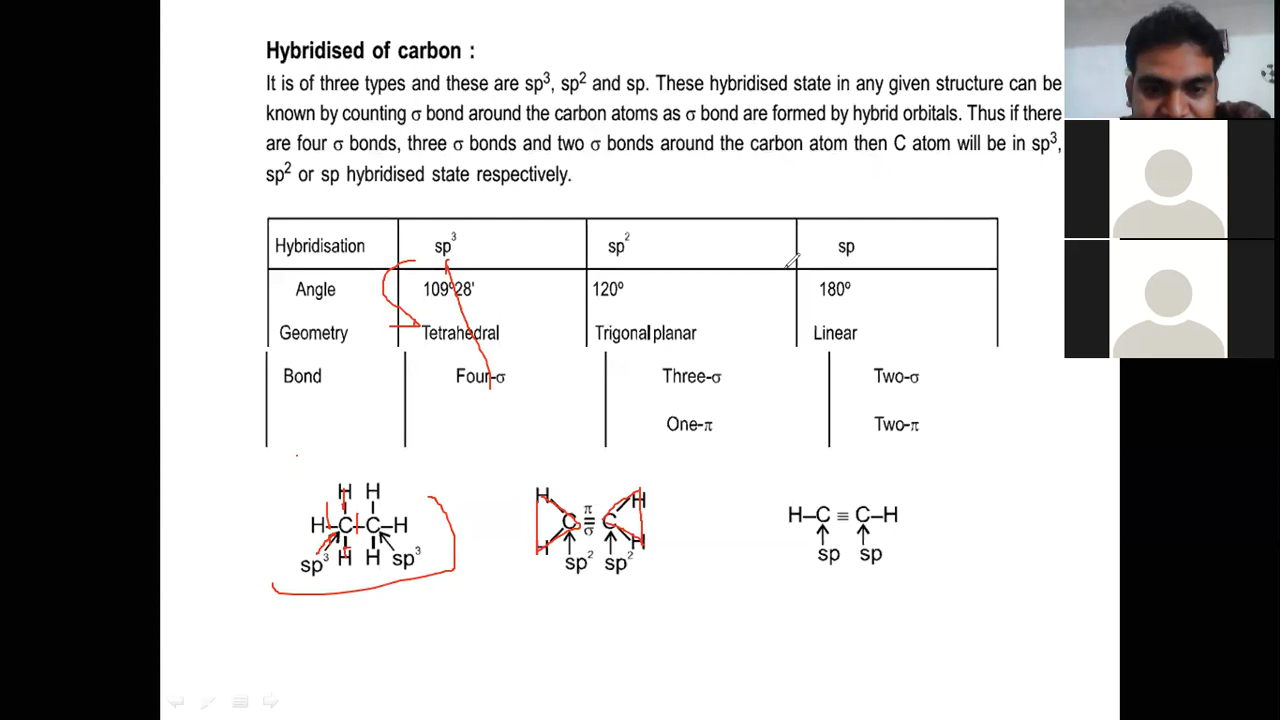 Hybridised of carbon :
It is of three types and these are sp³, sp² and sp. These hybridised state in any given structure can be
known by counting σ bond around the carbon atoms as σ bond are formed by hybrid orbitals. Thus if there
are four σ bonds, three σ bonds and two σ bonds around the carbon atom then C atom will be in sp³,
sp² or sp hybridised state respectively.
Hybridisation sp³ sp² sp
Angle 109º28' 120º 180º
Geometry Tetrahedral Trigonal planar Linear
Bond Four-σ Three-σ Two-σ
One-π Two-π
H H H H π
H–C–C–H C=C H–C≡C–H
σ
H H H H
sp³ sp³ sp² sp² sp sp